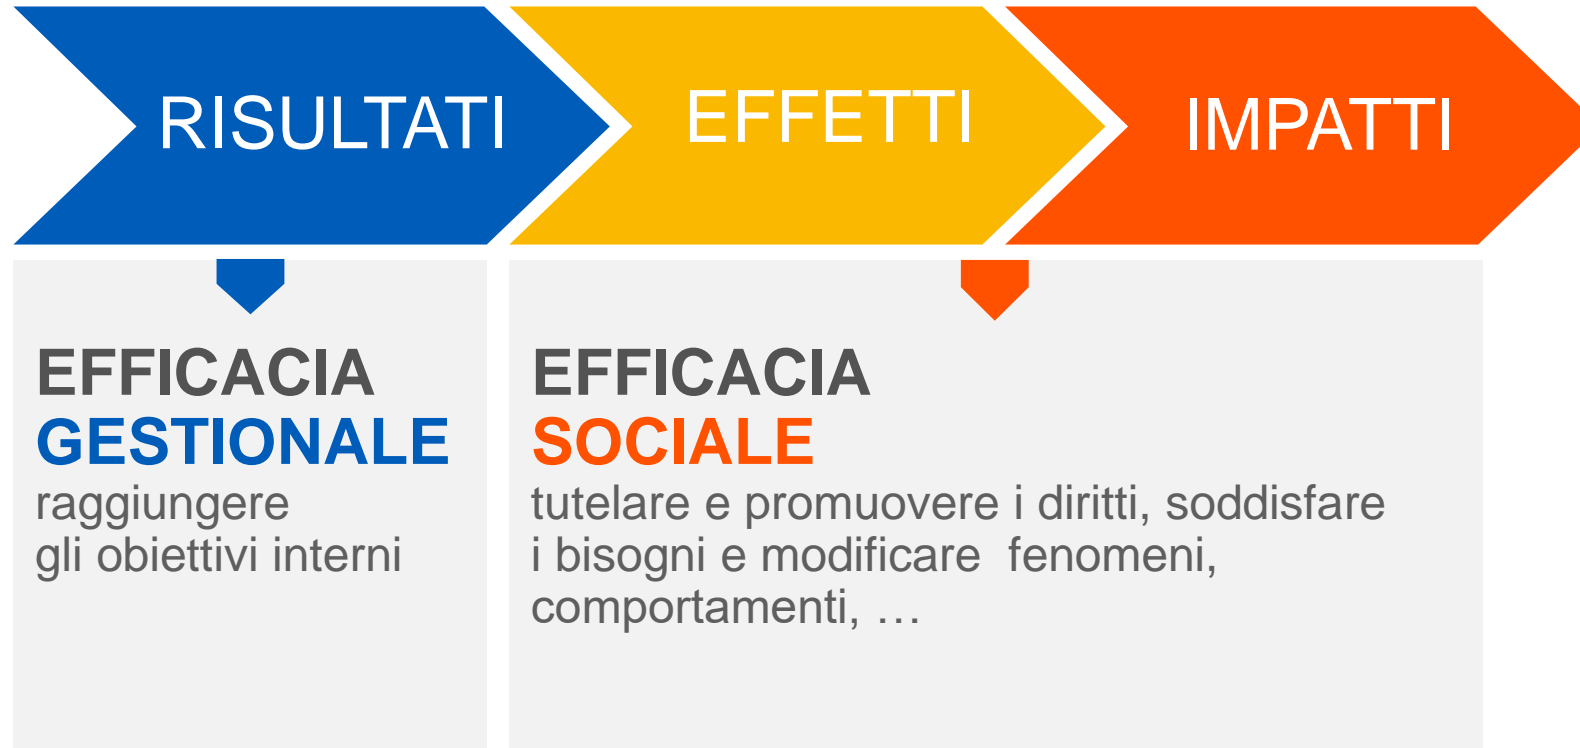 RISULTATI
EFFETTI
IMPATTI
EFFICACIA
GESTIONALE
raggiungere
gli obiettivi interni
EFFICACIA
SOCIALE
tutelare e promuovere i diritti, soddisfare
i bisogni e modificare  fenomeni,
comportamenti, …